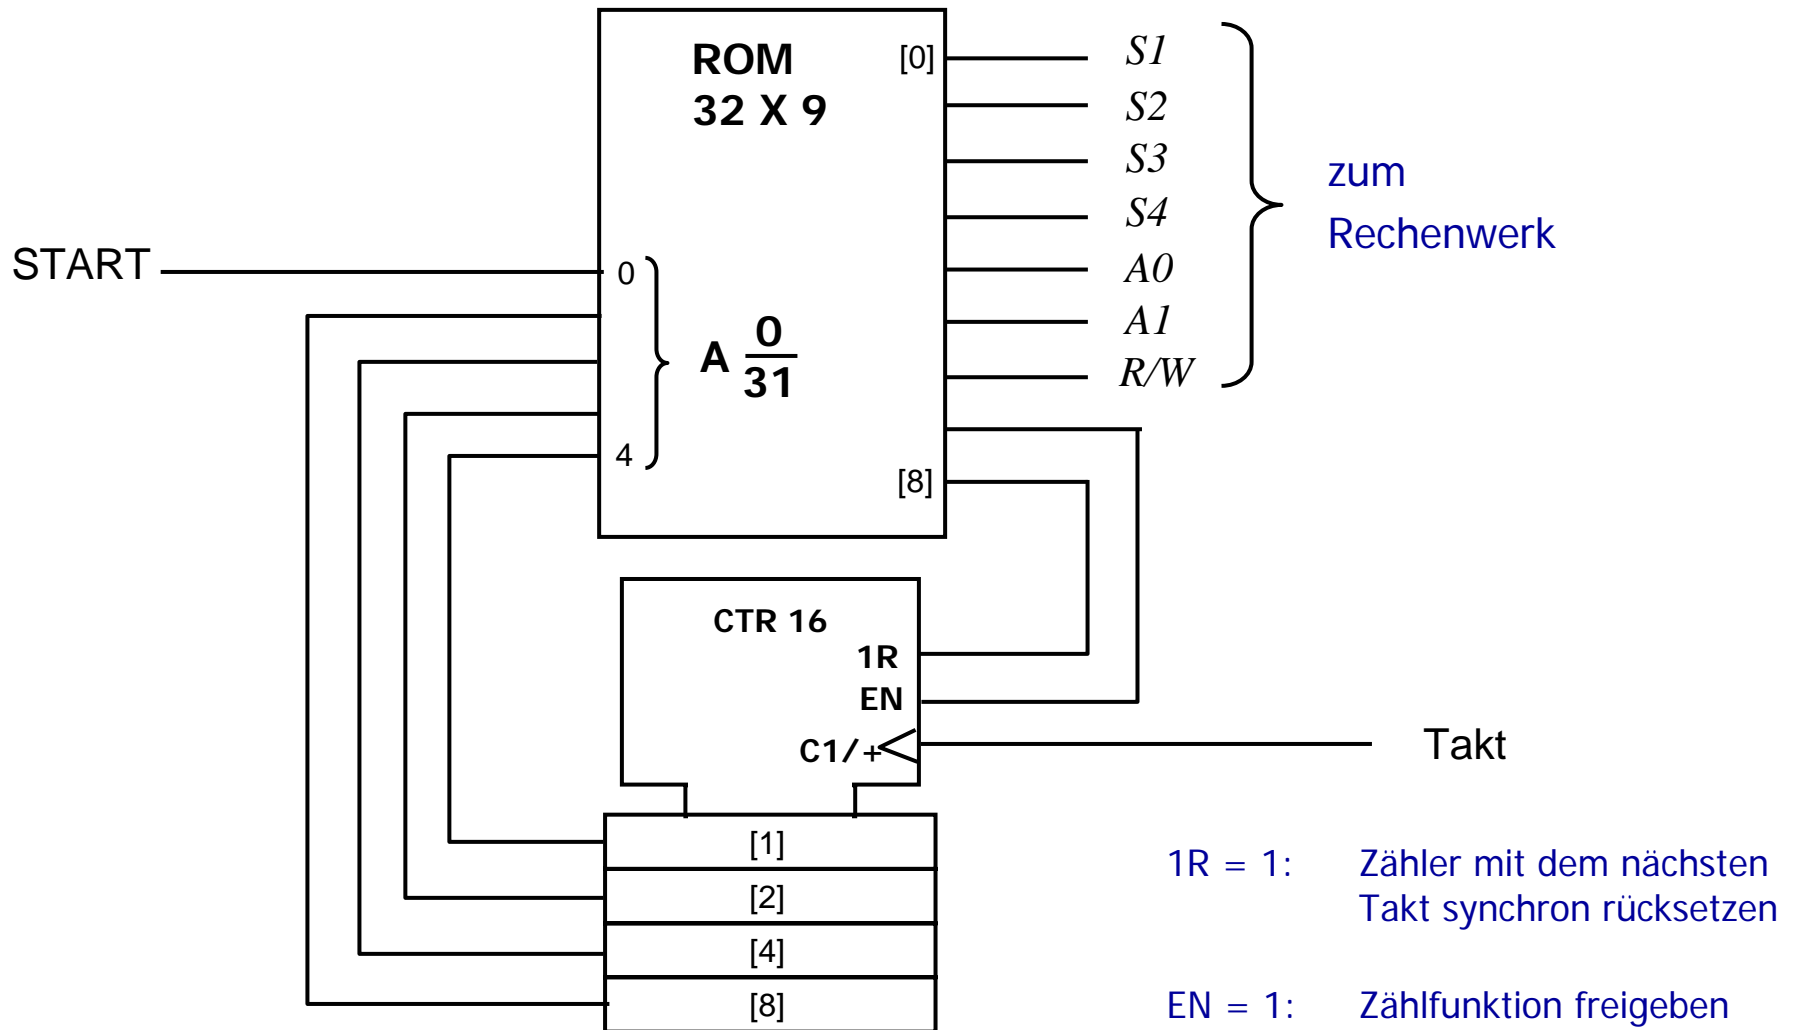 ROM
32 X 9
[0]
S1
S2
S3
S4
A0
A1
R/W
zum
Rechenwerk
START
0
4
A 0
31
[8]
CTR 16
1R
EN
C1/+
Takt
[1]
[2]
[4]
[8]
1R = 1: Zähler mit dem nächsten
Takt synchron rücksetzen
EN = 1: Zählfunktion freigeben